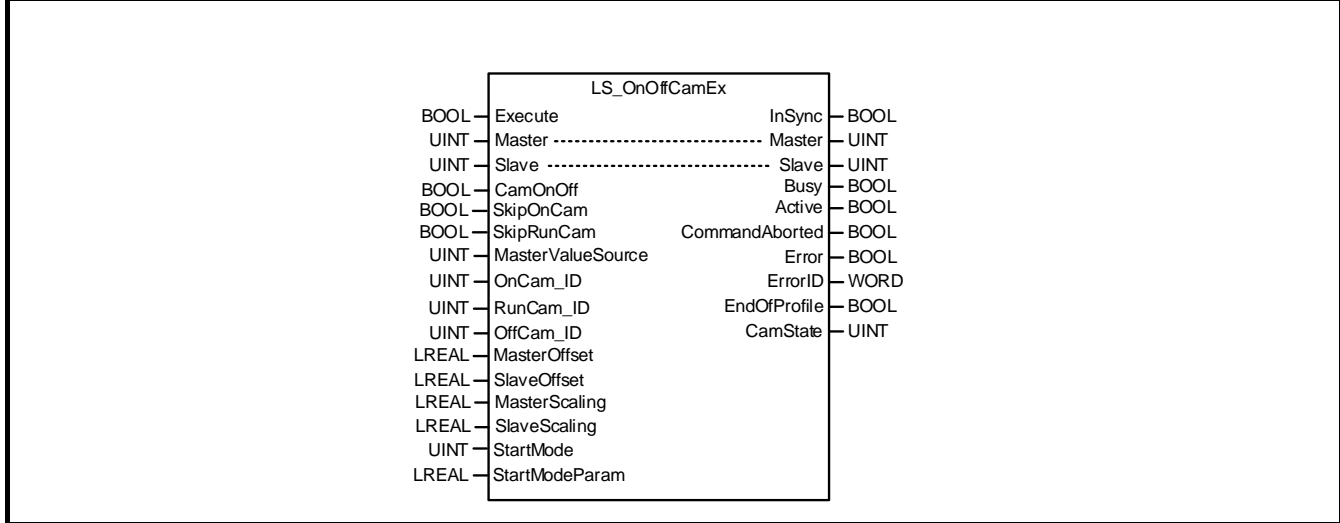 LS_OnOffCamEx
BOOL Execute InSync BOOL
UINT Master Master UINT
UINT Slave Slave UINT
BOOL CamOnOff Busy BOOL
BOOL SkipOnCam Active BOOL
BOOL SkipRunCam CommandAborted BOOL
UINT MasterValueSource Error BOOL
UINT OnCam_ID ErrorID WORD
UINT RunCam_ID EndOfProfile BOOL
UINT OffCam_ID CamState UINT
LREAL MasterOffset
LREAL SlaveOffset
LREAL MasterScaling
LREAL SlaveScaling
UINT StartMode
LREAL StartModeParam